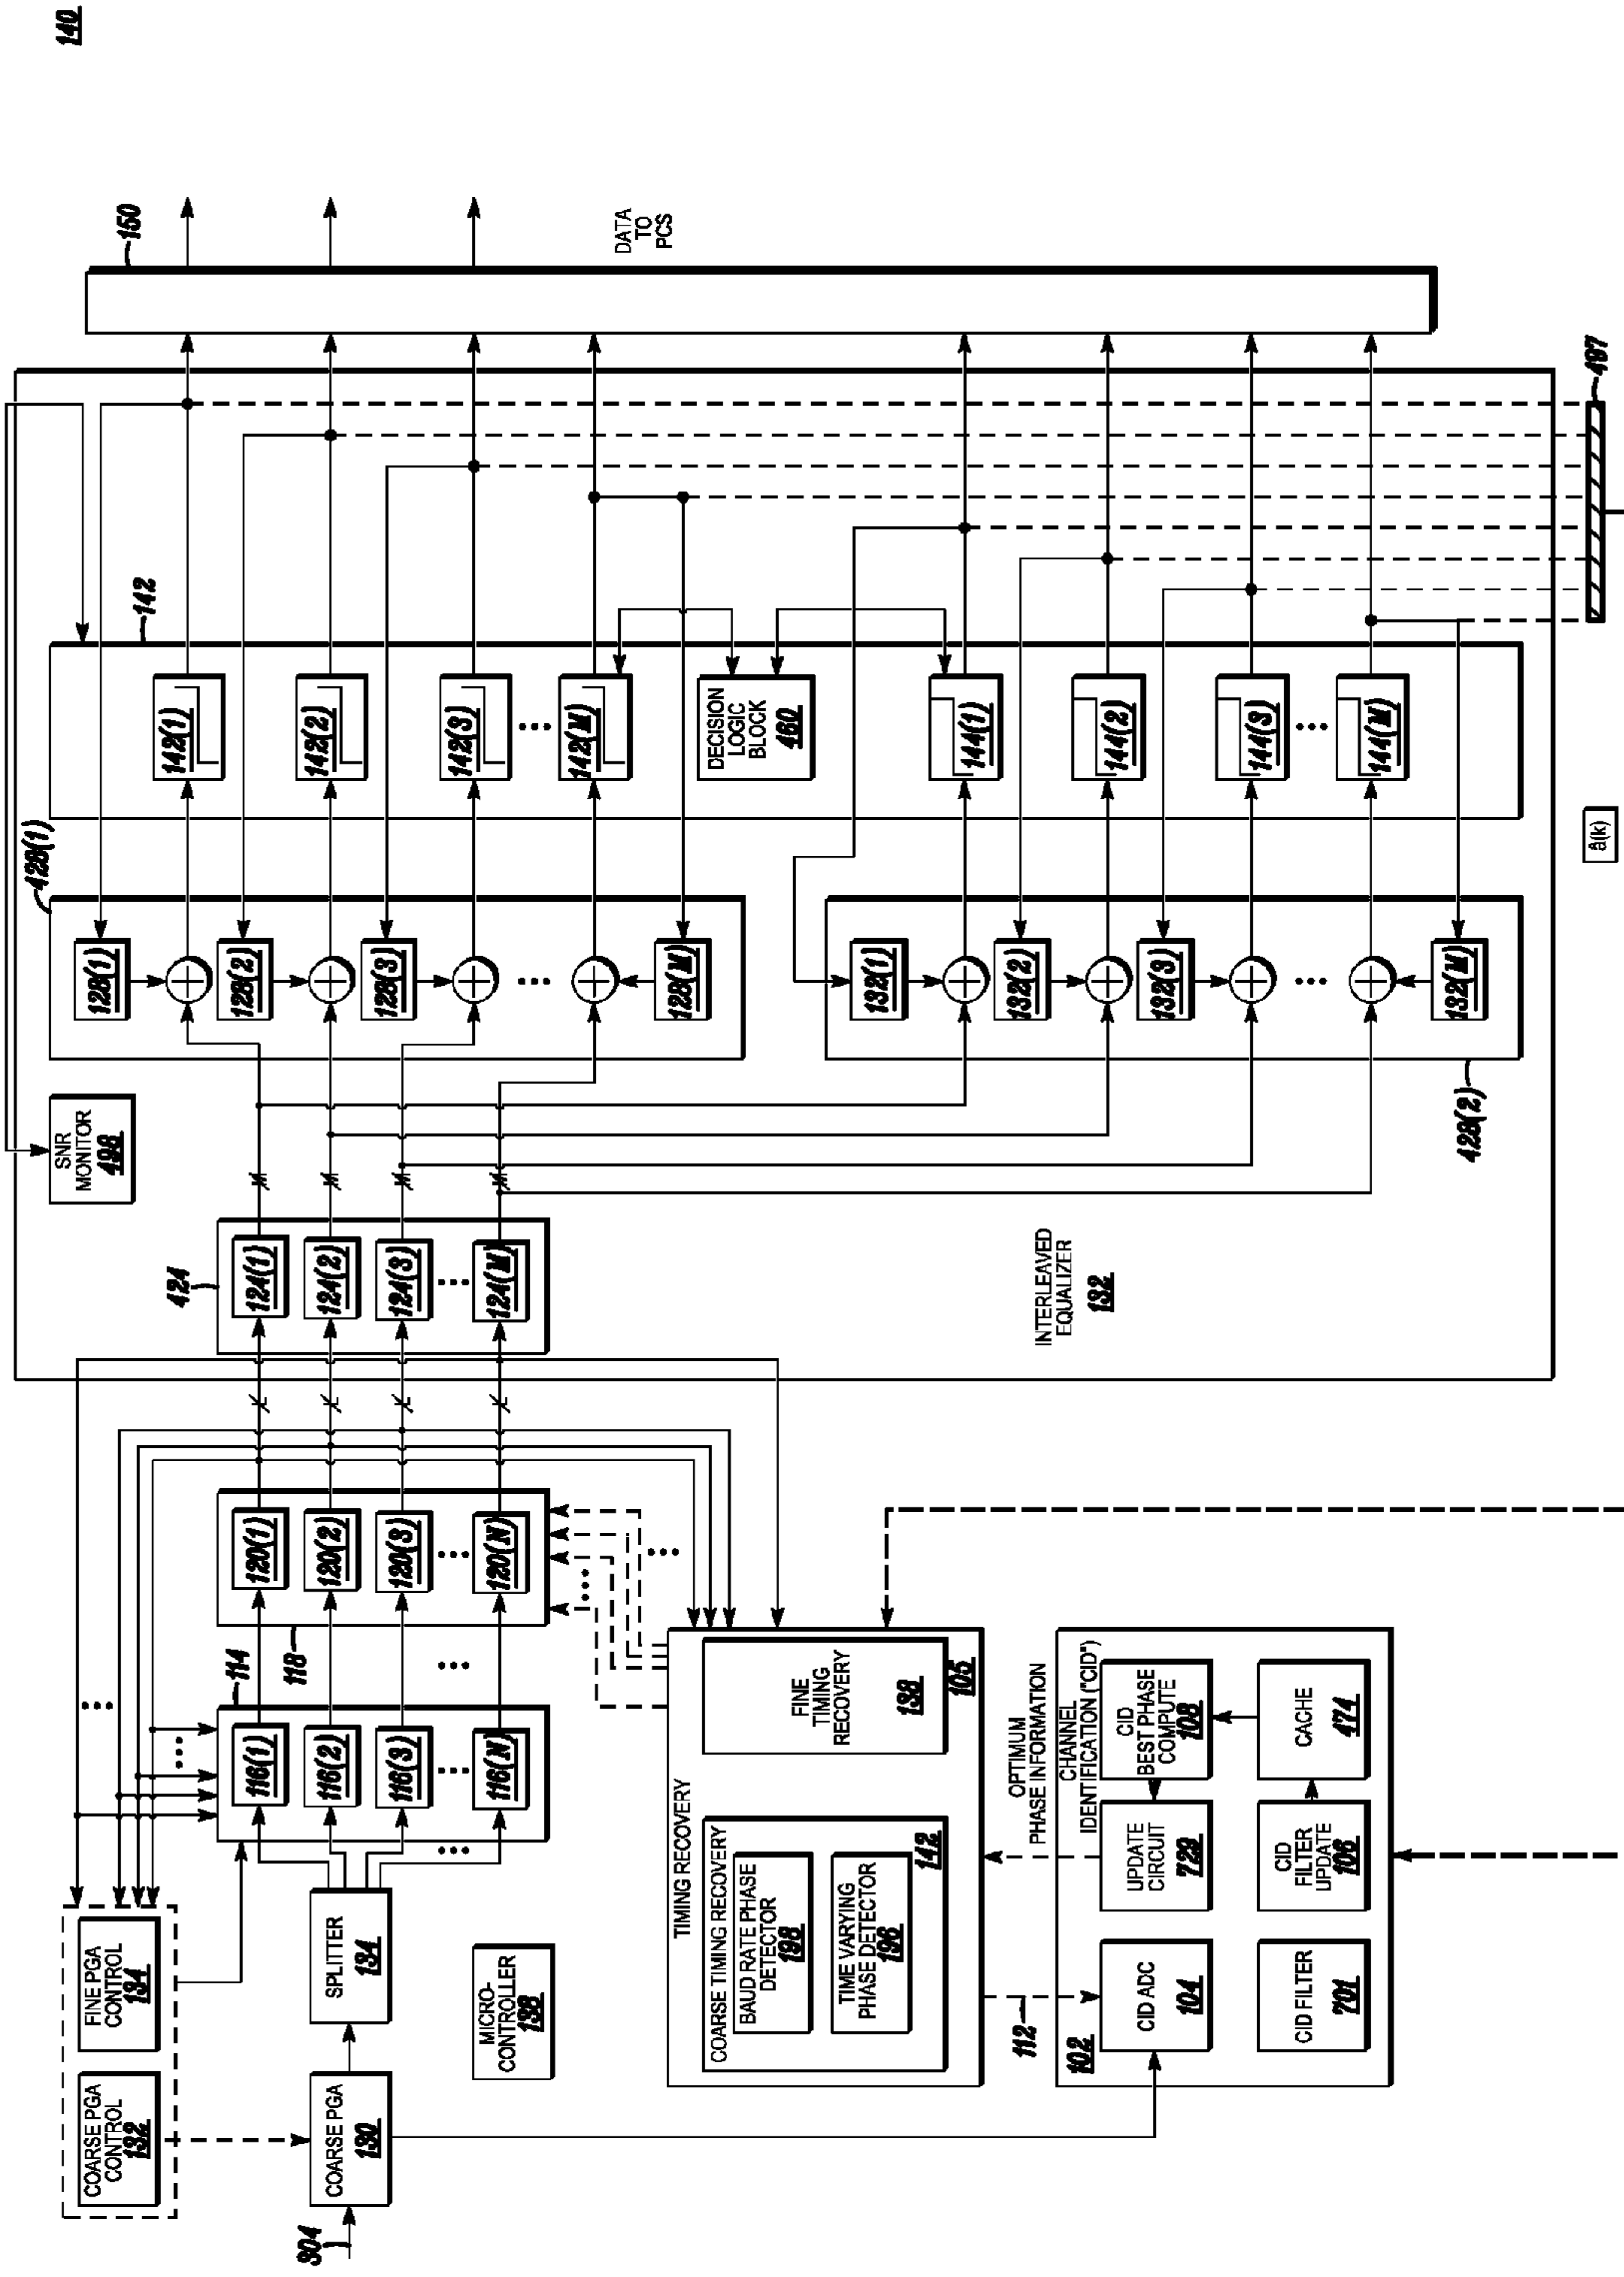 140
COARSE PGA
CONTROL
132
FINE PGA
CONTROL
134
304
COARSE PGA
130
SPLITTER
134
MICRO-
CONTROLLER
138
114
116(1)
116(2)
116(3)
116(N)
118
120(1)
120(2)
120(3)
120(N)
L
L
L
L
424
124(1)
124(2)
124(3)
124(M)
M
M
M
M
SNR
MONITOR
498
INTERLEAVED
EQUALIZER
132
428(1)
128(1)
128(2)
128(3)
128(M)
132(1)
132(2)
132(3)
132(M)
428(2)
142
142(1)
142(2)
142(3)
142(M)
DECISION
LOGIC
BLOCK
460
144(1)
144(2)
144(3)
144(M)
150
DATA
TO
PCS
497
â(k)
TIMING RECOVERY
COARSE TIMING RECOVERY
BAUD RATE PHASE
DETECTOR
198
TIME VARYING
PHASE DETECTOR
196
142
FINE
TIMING
RECOVERY
138
105
112
OPTIMUM
PHASE INFORMATION
CHANNEL
IDENTIFICATION ("CID")
102
CID ADC
104
UPDATE
CIRCUIT
729
CID
BEST PHASE
COMPUTE
108
CID FILTER
701
CID
FILTER
UPDATE
106
CACHE
474